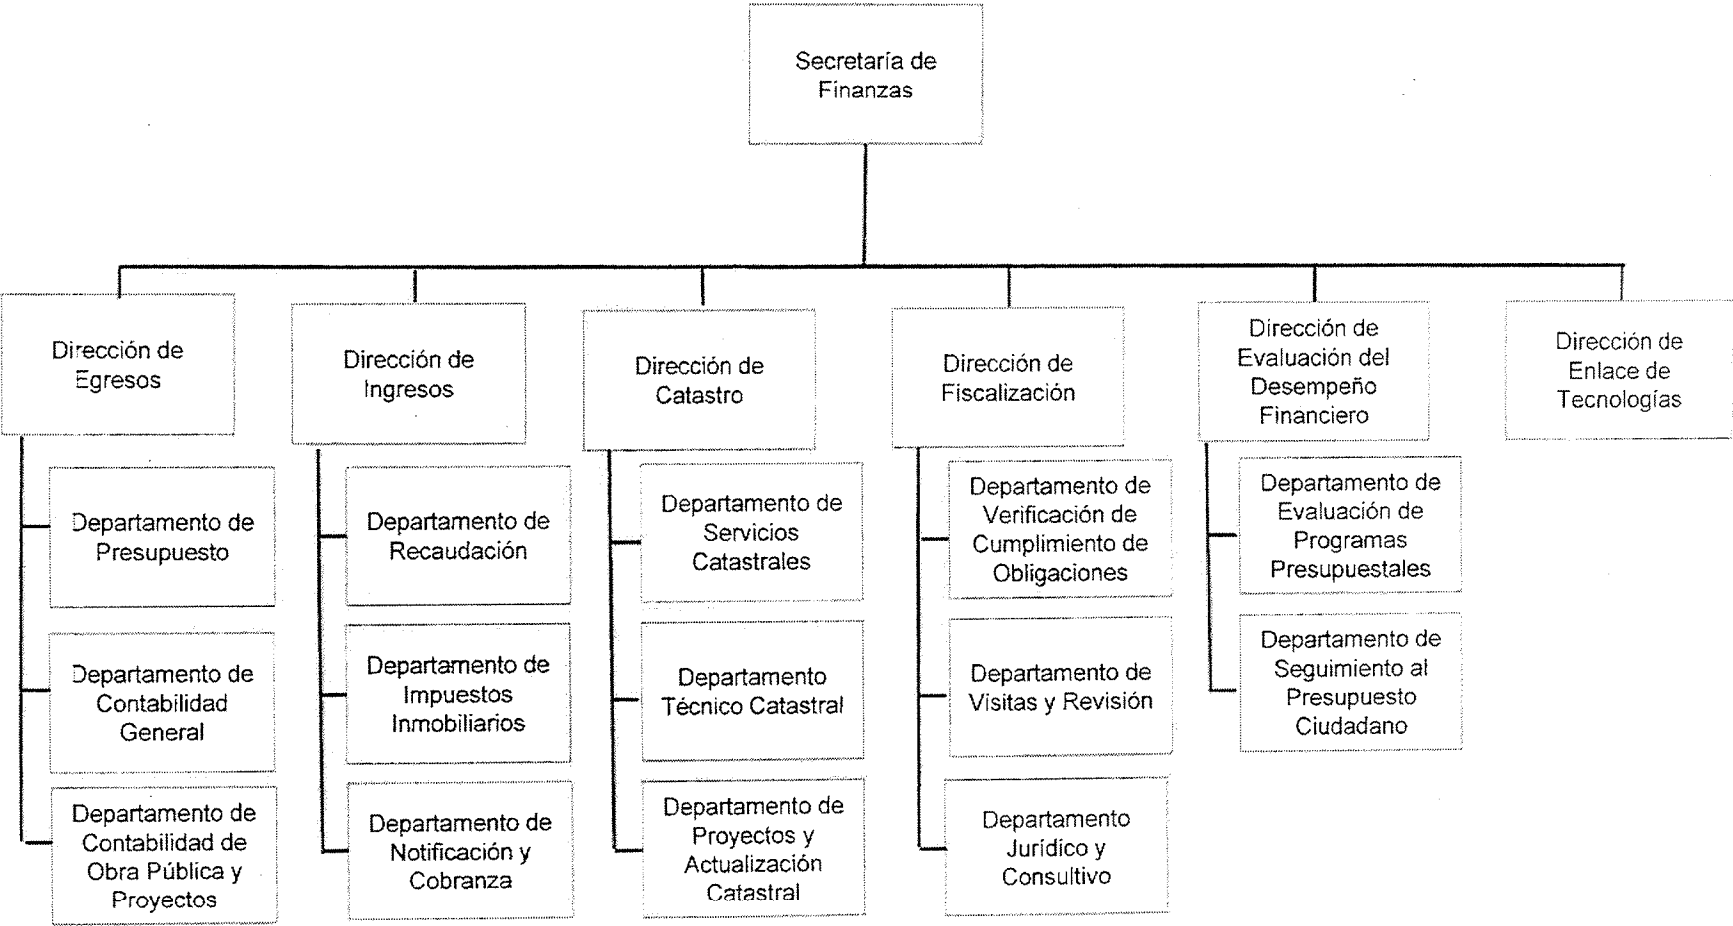 Secretaría de
Finanzas
Dirección de
Egresos
Dirección de
Ingresos
Dirección de
Catastro
Dirección de
Fiscalización
Dirección de
Evaluación del
Desempeño
Financiero
Dirección de
Enlace de
Tecnologías
Departamento de
Presupuesto
Departamento de
Contabilidad
General
Departamento de
Contabilidad de
Obra Pública y
Proyectos
Departamento de
Recaudación
Departamento de
Impuestos
Inmobiliarios
Departamento de
Notificación y
Cobranza
Departamento de
Servicios
Catastrales
Departamento
Técnico Catastral
Departamento de
Proyectos y
Actualización
Catastral
Departamento de
Verificación de
Cumplimiento de
Obligaciones
Departamento de
Visitas y Revisión
Departamento
Jurídico y
Consultivo
Departamento de
Evaluación de
Programas
Presupuestales
Departamento de
Seguimiento al
Presupuesto
Ciudadano